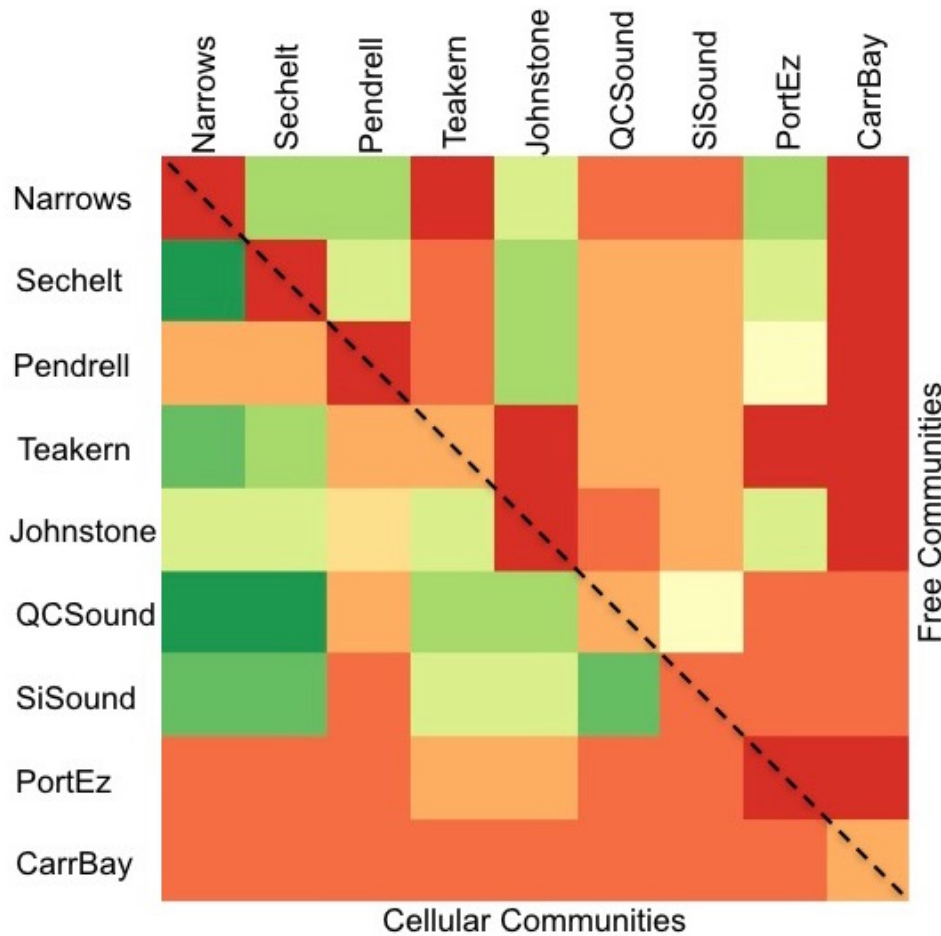 Narrows
Sechelt
Pendrell
Teakern
Johnstone
QCSound
SiSound
PortEz
CarrBay
Narrows
Sechelt
Pendrell
Teakern
Johnstone
QCSound
SiSound
PortEz
CarrBay
Free Communities
Cellular Communities